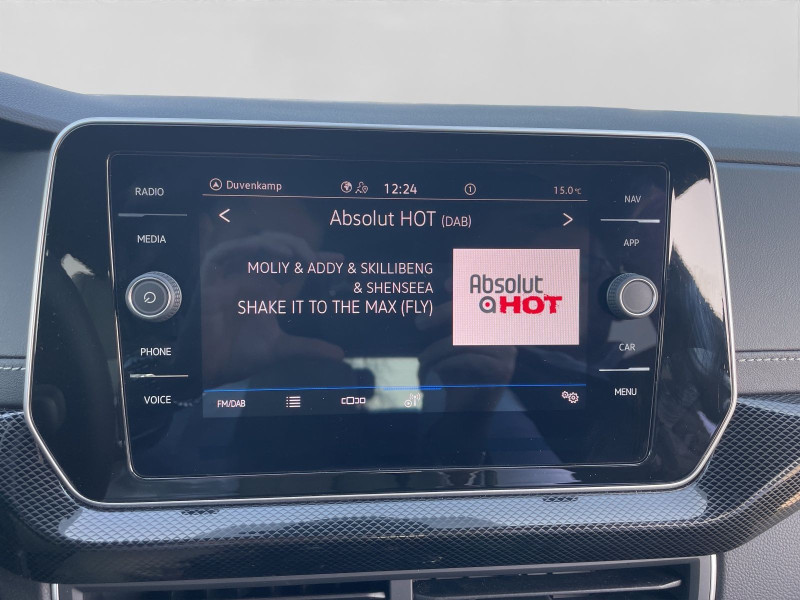 RADIO
MEDIA
PHONE
VOICE
Duvenkamp 12:24 1 15.0°C
< Absolut HOT (DAB) >
MOLIY & ADDY & SKILLIBENG
& SHENSEEA
SHAKE IT TO THE MAX (FLY)
Absolut
HOT
FM/DAB
NAV
APP
CAR
MENU